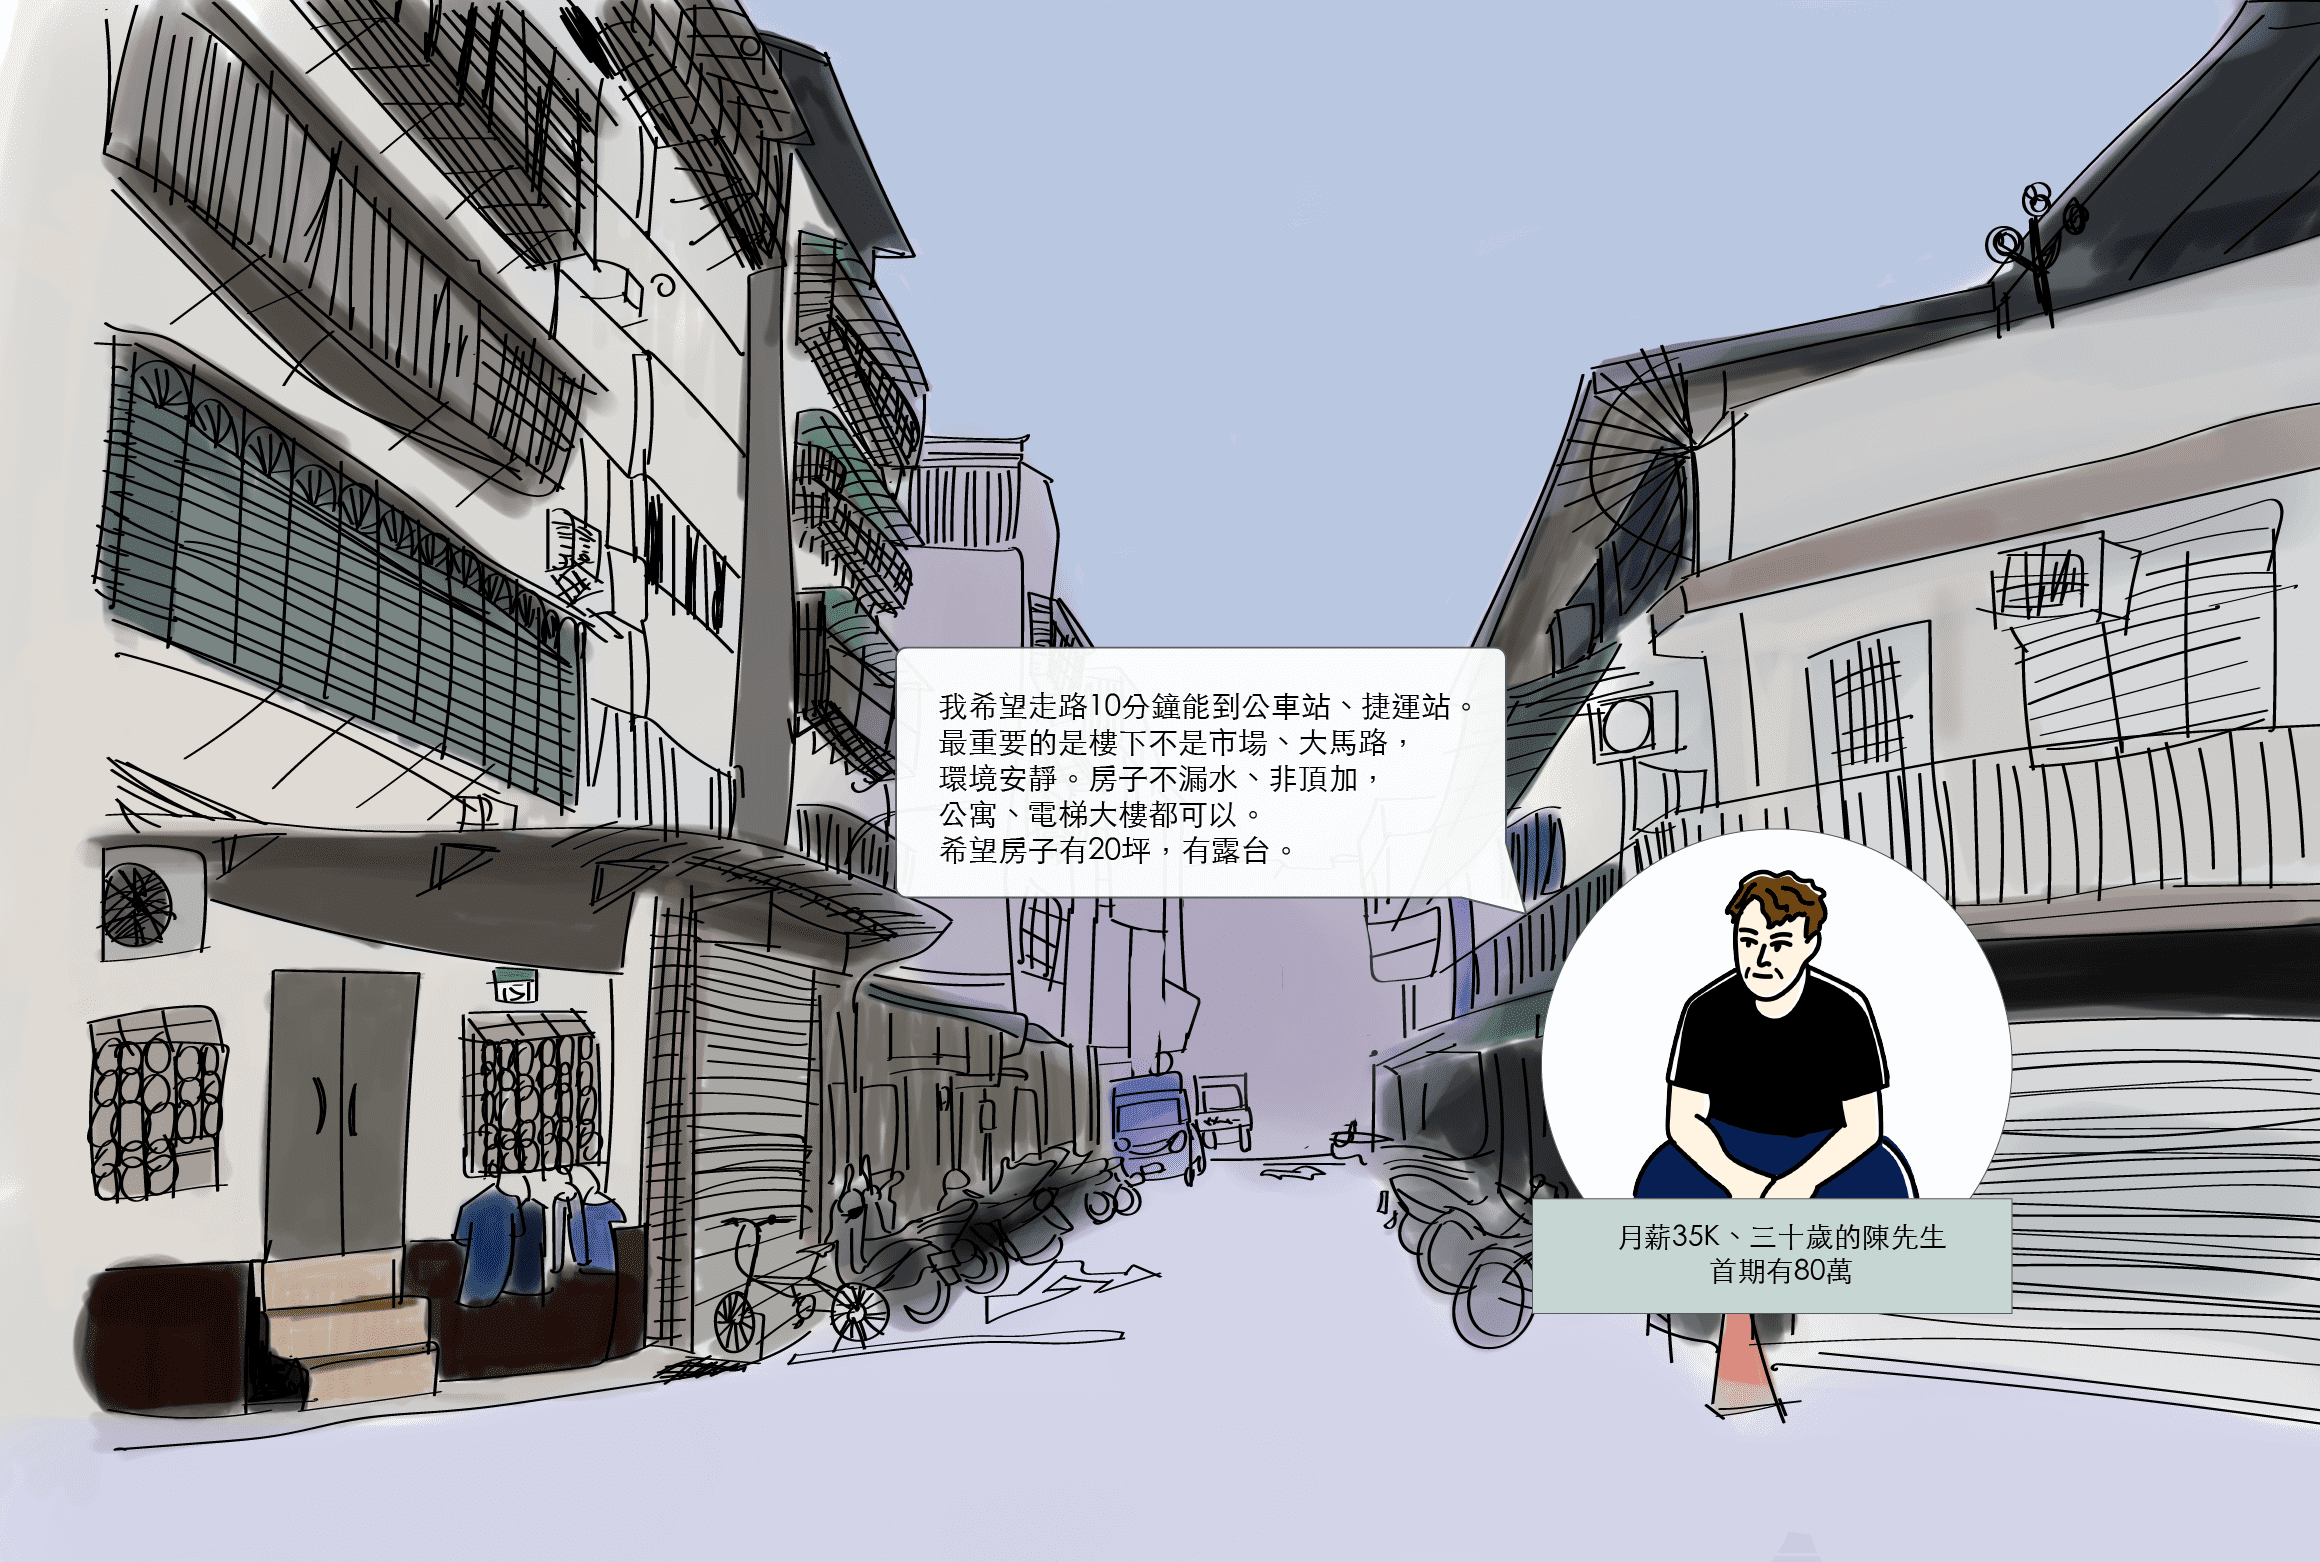 我希望走路10分鐘能到公車站、捷運站。
最重要的是樓下不是市場、大馬路，
環境安靜。房子不漏水、非頂加，
公寓、電梯大樓都可以。
希望房子有20坪，有露台。
月薪35K、三十歲的陳先生
首期有80萬